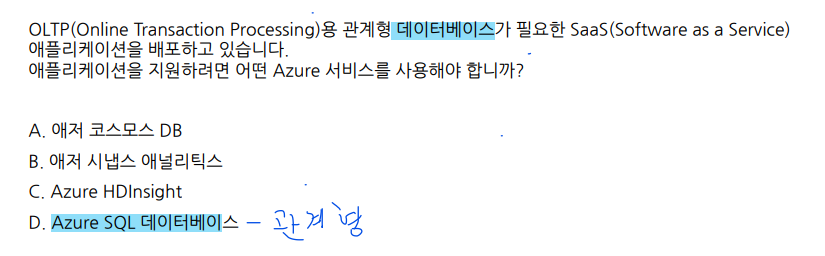 OLTP(Online Transaction Processing)용 관계형 데이터베이스가 필요한 SaaS(Software as a Service)
애플리케이션을 배포하고 있습니다.
애플리케이션을 지원하려면 어떤 Azure 서비스를 사용해야 합니까?
A. 애저 코스모스 DB
B. 애저 시냅스 애널리틱스
C. Azure HDInsight
D. Azure SQL 데이터베이스 – 관계형